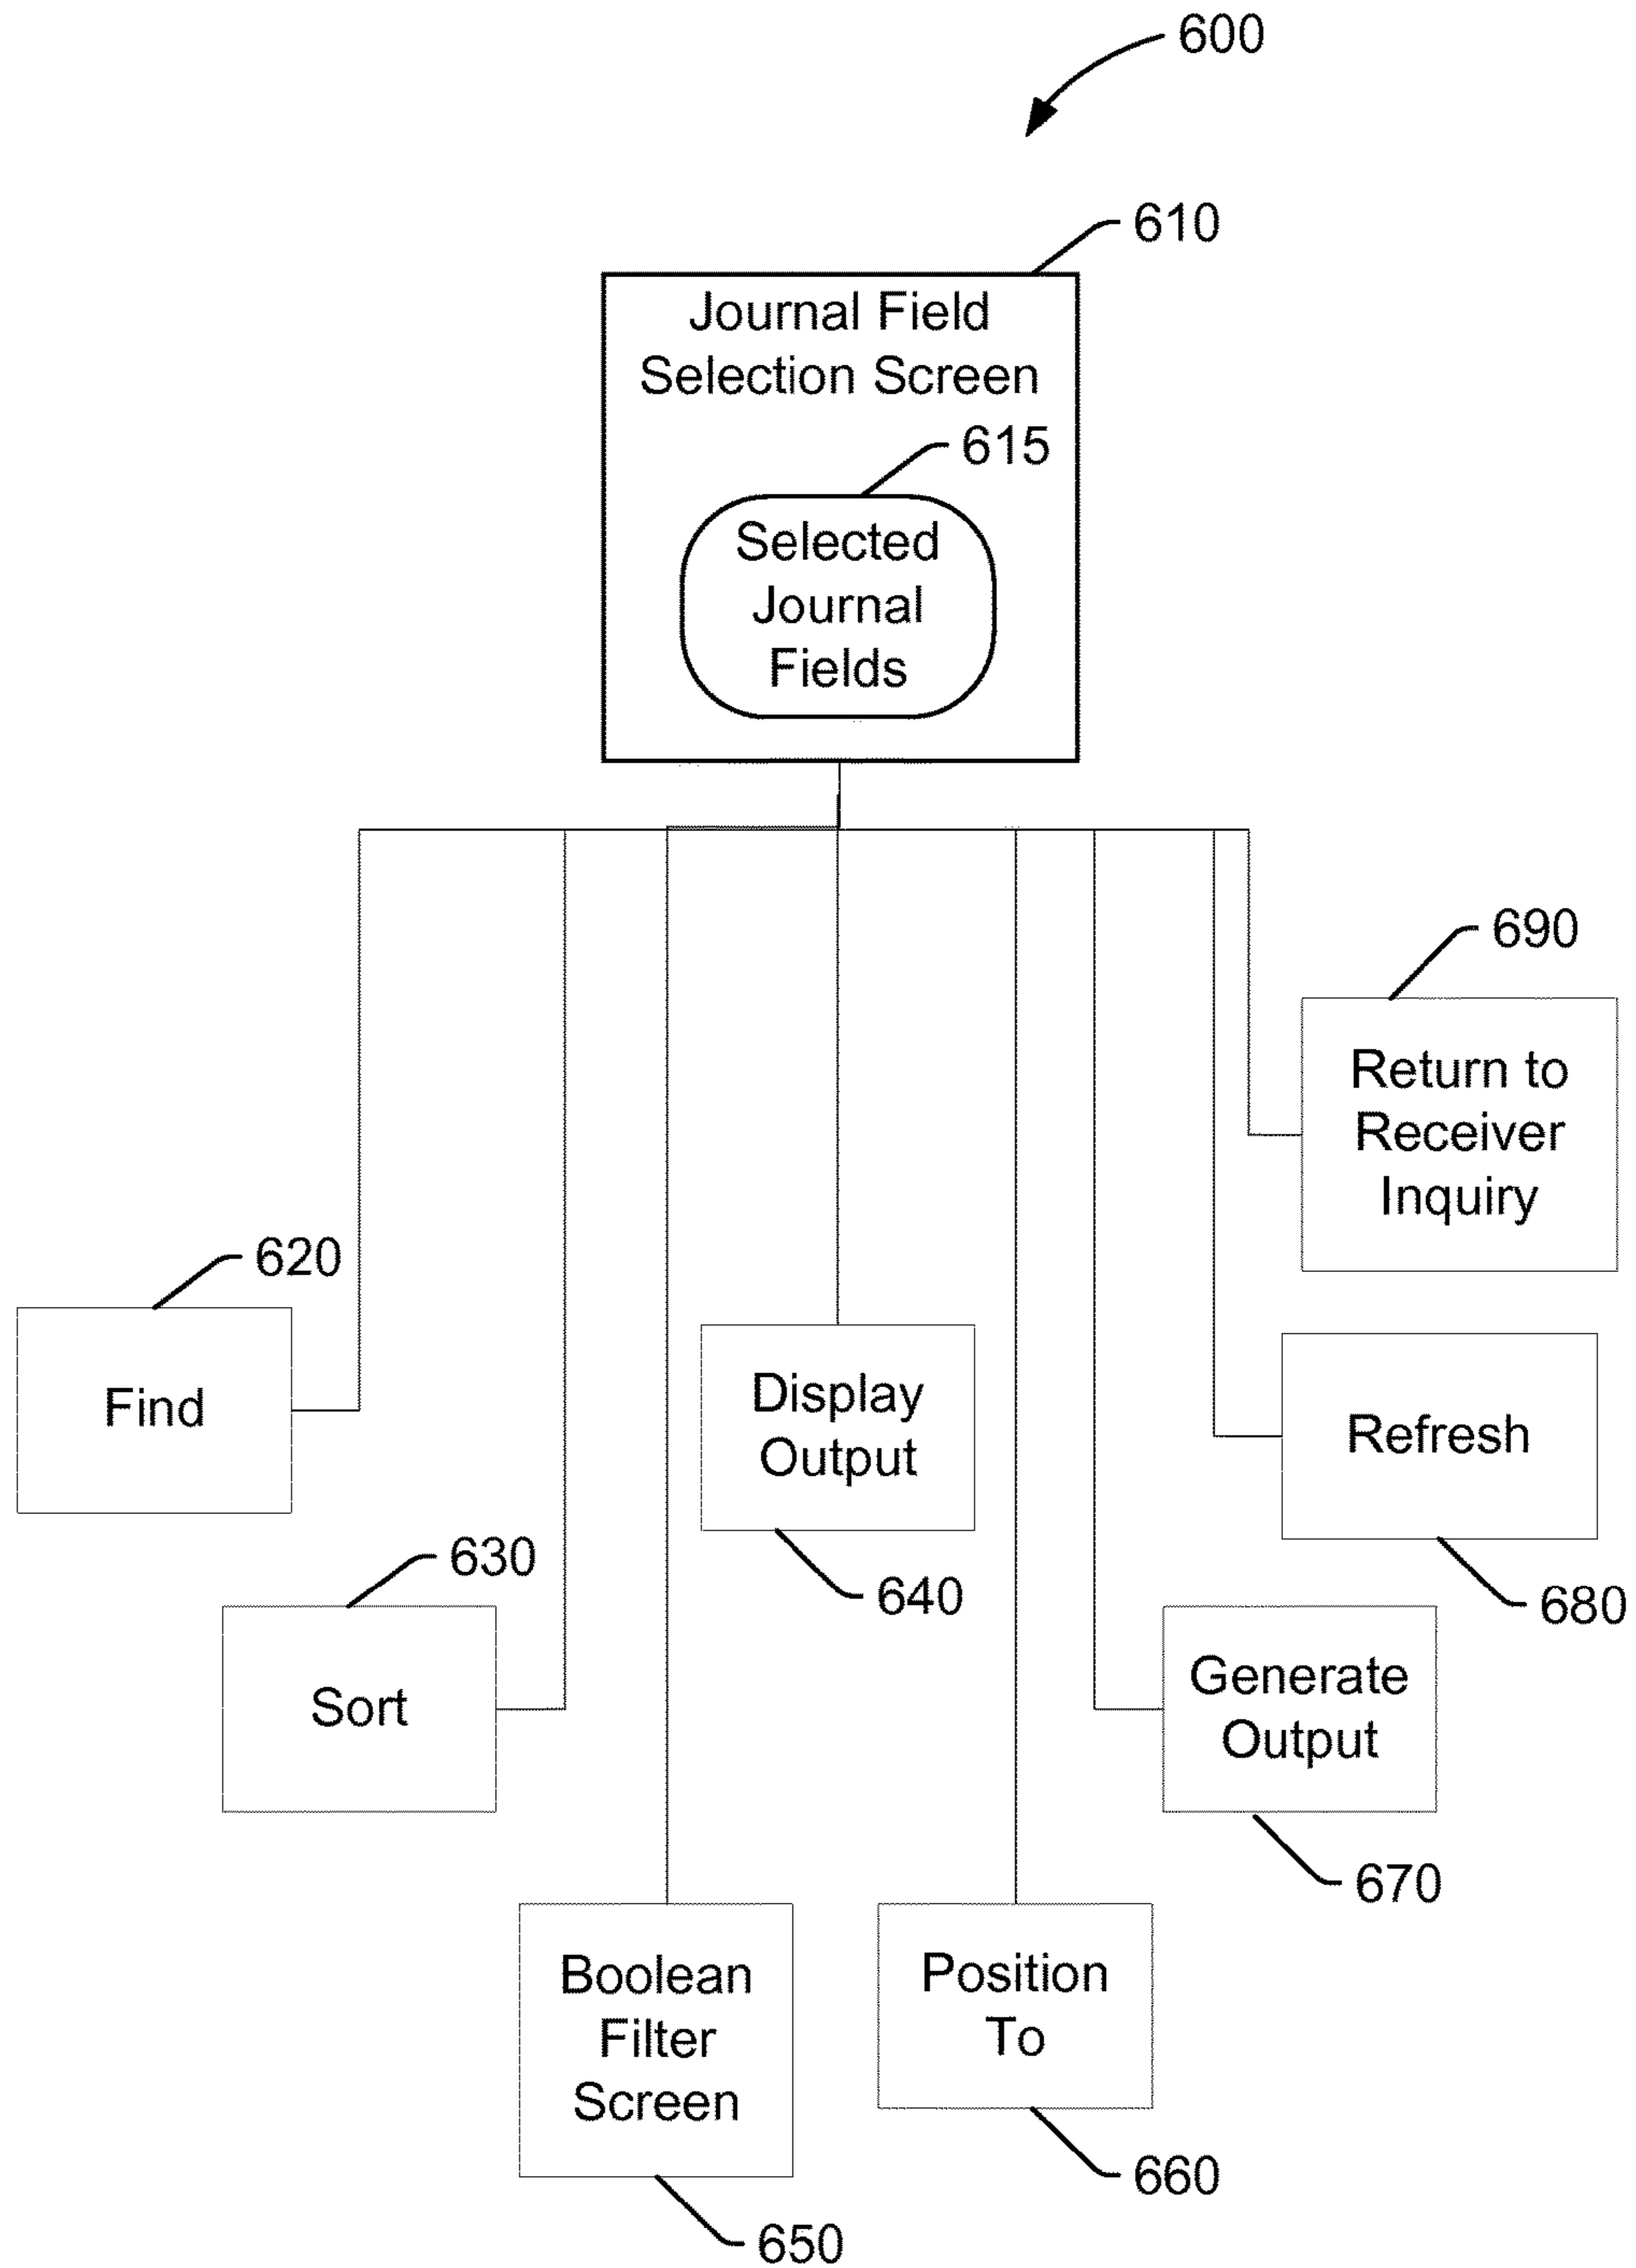 600
610
Journal Field
Selection Screen
615
Selected
Journal
Fields
690
Return to
Receiver
Inquiry
620
Find
Display
Output
640
Refresh
680
630
Sort
Generate
Output
670
Boolean
Filter
Screen
650
Position
To
660